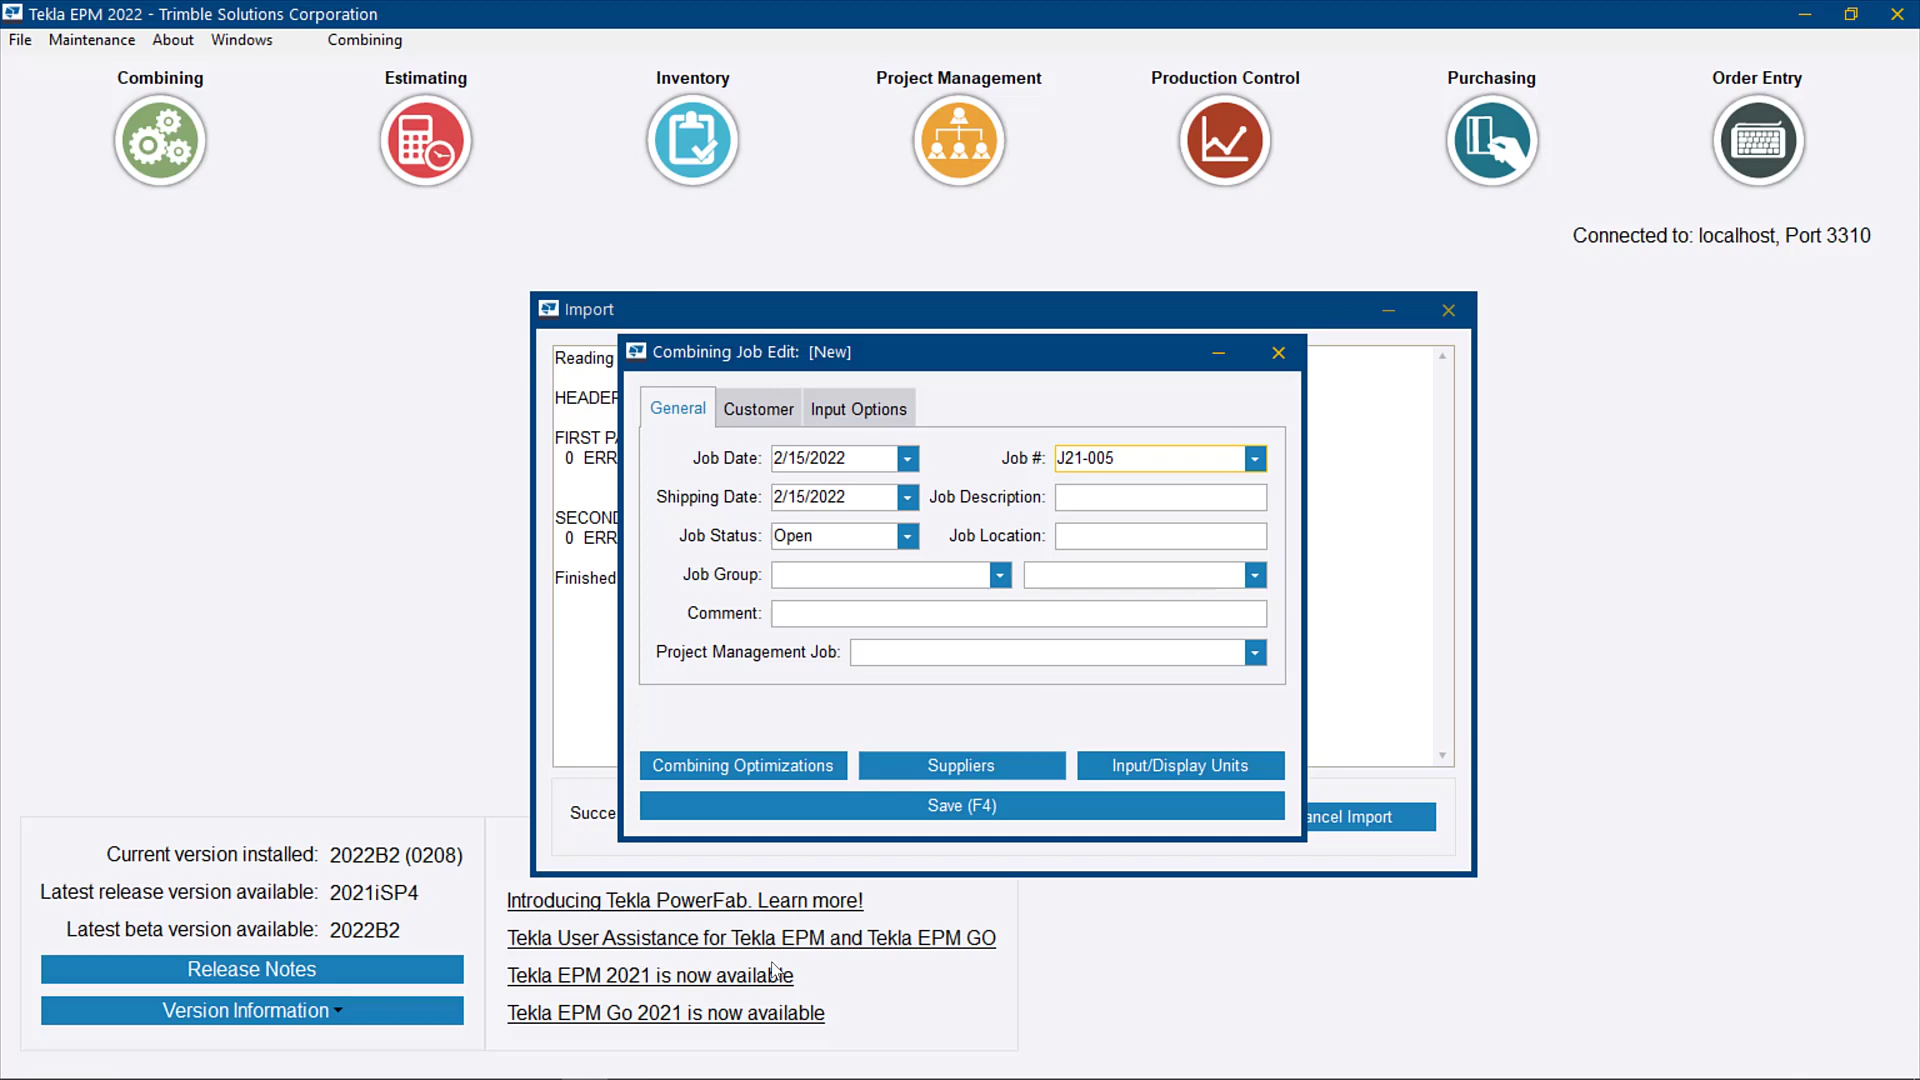 Tekla EPM 2022 - Trimble Solutions Corporation
File Maintenance About Windows Combining
Combining Estimating Inventory Project Management Production Control Purchasing Order Entry
Connected to: localhost, Port 3310
Import
Combining Job Edit: [New]
Reading
HEADER
FIRST PA
0 ERR
SECOND
0 ERR
Finished
General Customer Input Options
Job Date: 2/15/2022 Job #: J21-005
Shipping Date: 2/15/2022 Job Description:
Job Status: Open Job Location:
Job Group:
Comment:
Project Management Job:
Combining Optimizations Suppliers Input/Display Units
Save (F4)
Succe
ancel Import
Current version installed: 2022B2 (0208)
Latest release version available: 2021iSP4
Latest beta version available: 2022B2
Release Notes
Version Information
Introducing Tekla PowerFab. Learn more!
Tekla User Assistance for Tekla EPM and Tekla EPM GO
Tekla EPM 2021 is now available
Tekla EPM Go 2021 is now available